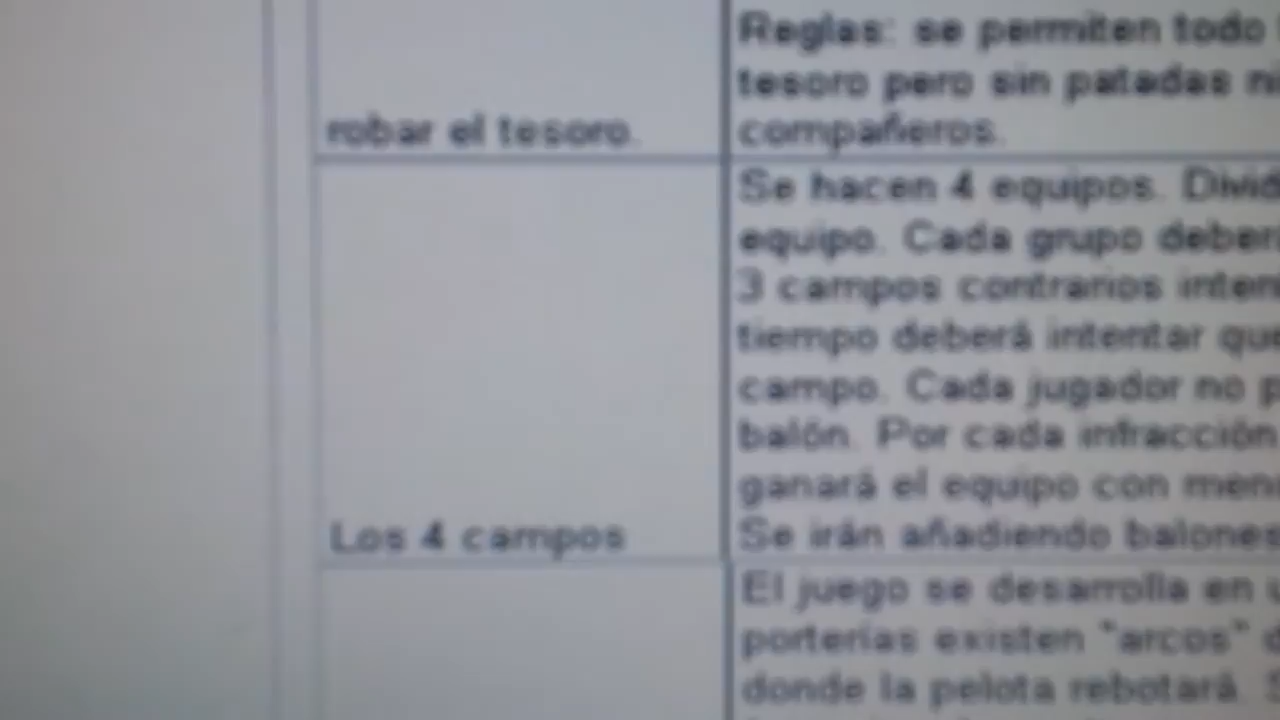 robar el tesoro.
Reglas: se permiten todo
tesoro pero sin patadas ni
compañeros.
Los 4 campos
Se hacen 4 equipos.
equipo. Cada grupo
3 campos contrarios
tiempo deberá intentar que
campo. Cada jugador no
balón. Por cada infracción
ganará el equipo con
Se irán añadiendo balones
El juego se desarrolla en
porterías existen "arcos"
donde la pelota rebotará.